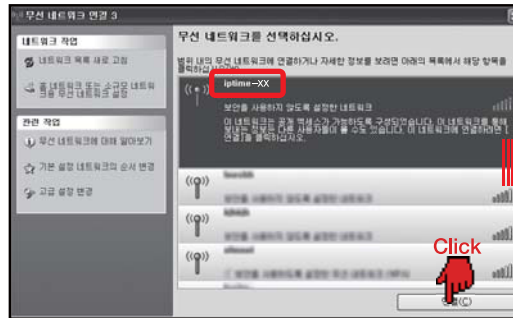 무선 네트워크 연결 3
네트워크 작업
네트워크 목록 새로 고침
홈 네트워크 또는 소규모 네트워
크용 무선 네트워크 설정
관련 작업
무선 네트워크에 대해 알아보기
기본 설정 네트워크의 순서 변경
고급 설정 변경
무선 네트워크를 선택하십시오.
범위 내의 무선 네트워크에 연결하거나 자세한 정보를 보려면 아래의 목록에서 해당 항목을
클릭하십시오
iptime-XX
보안을 사용하지 않도록 설정한 네트워크
이 네트워크는 공개 액세스가 가능하도록 구성되었습니다. 이 네트워크를 통해
보내는 정보는 다른 사용자들이 볼 수도 있습니다. 이 네트워크에 연결하려면 [
연결]을 클릭하십시오.
Click
연결(C)